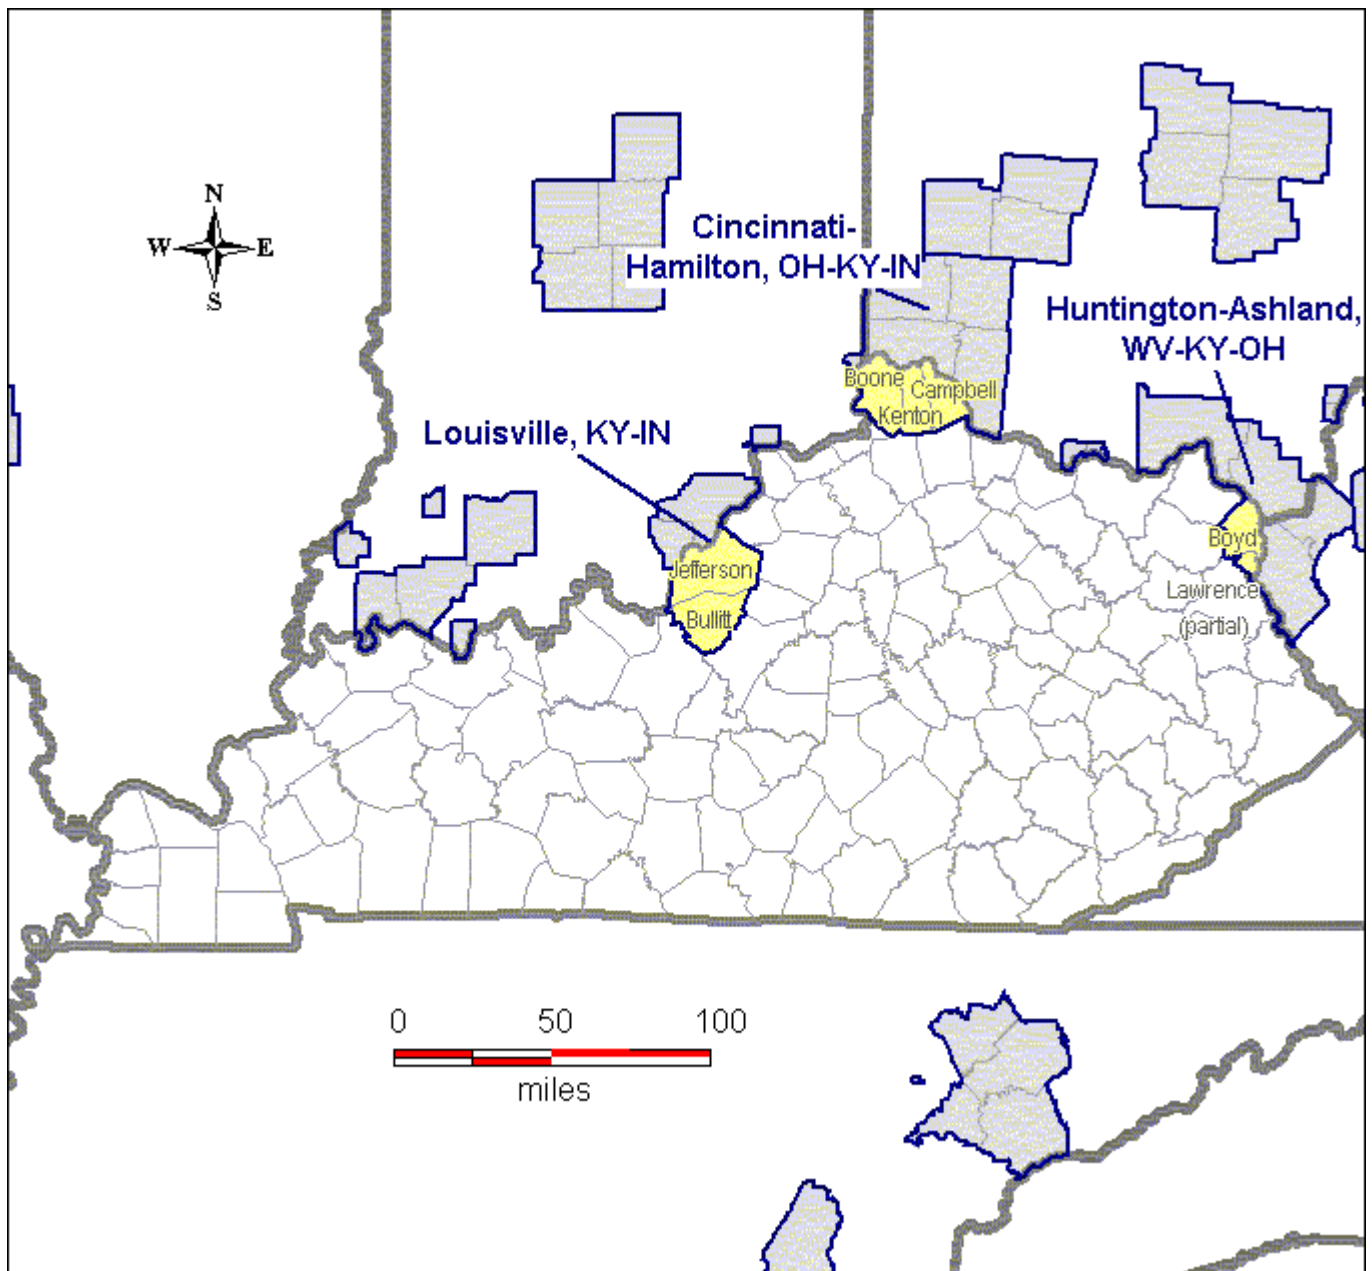 N
W E
S
Cincinnati-
Hamilton, OH-KY-IN
Huntington-Ashland,
WV-KY-OH
Boone
Campbell
Kenton
Louisville, KY-IN
Boyd
Jefferson
Lawrence
(partial)
Bullitt
0 50 100
miles